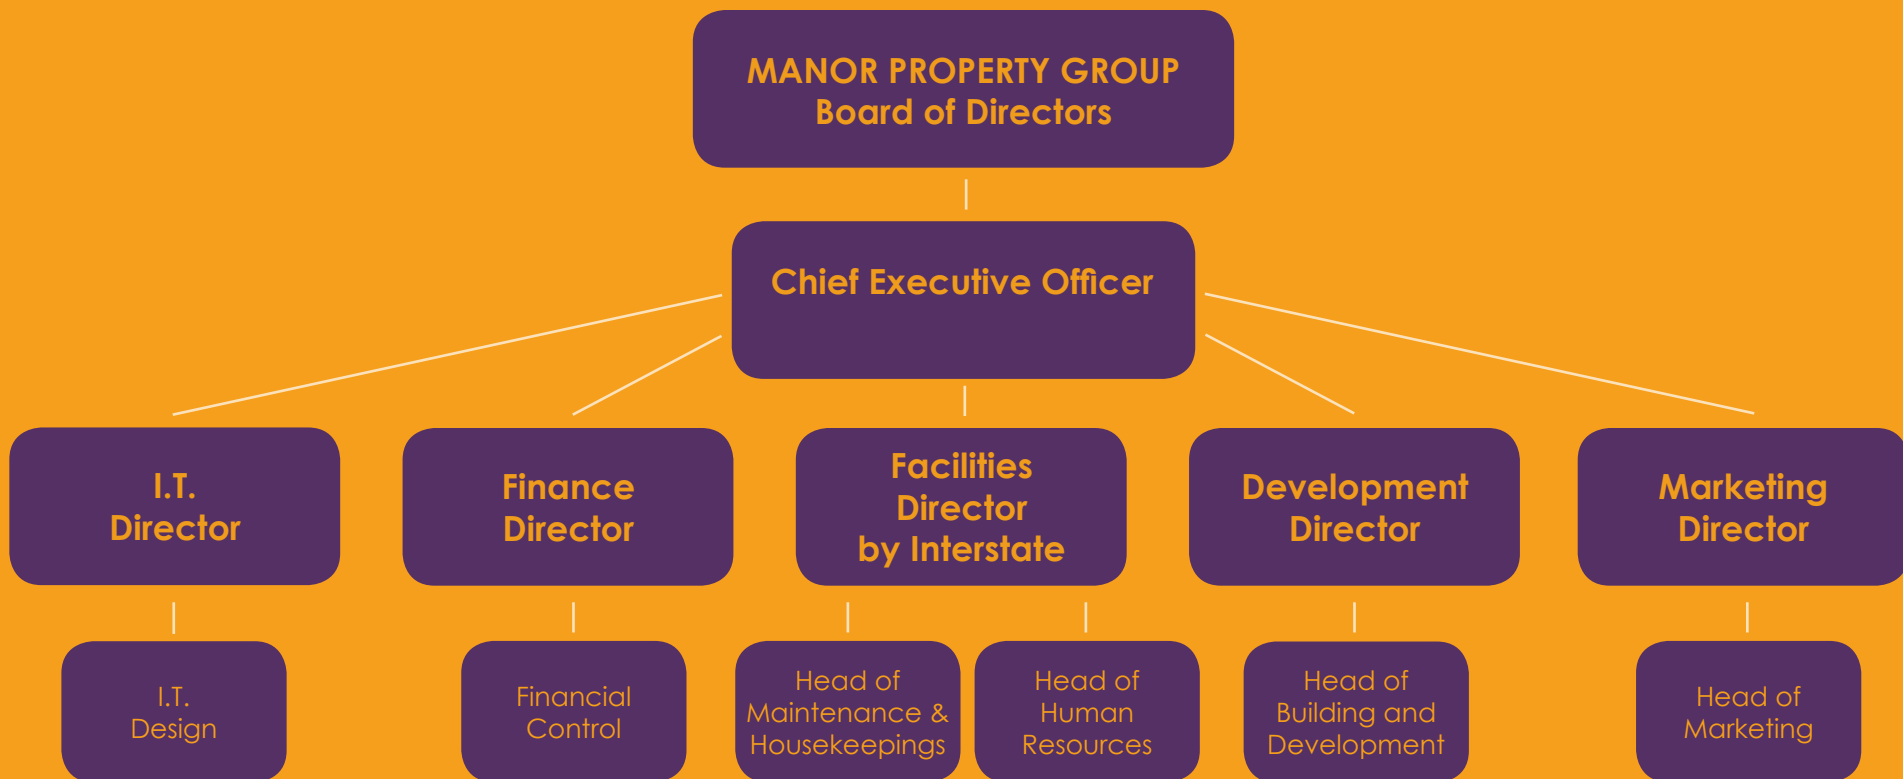 MANOR PROPERTY GROUP
Board of Directors
Chief Executive Officer
I.T.
Director
Finance
Director
Facilities
Director
by Interstate
Development
Director
Marketing
Director
I.T.
Design
Financial
Control
Head of
Maintenance &
Housekeepings
Head of
Human
Resources
Head of
Building and
Development
Head of
Marketing